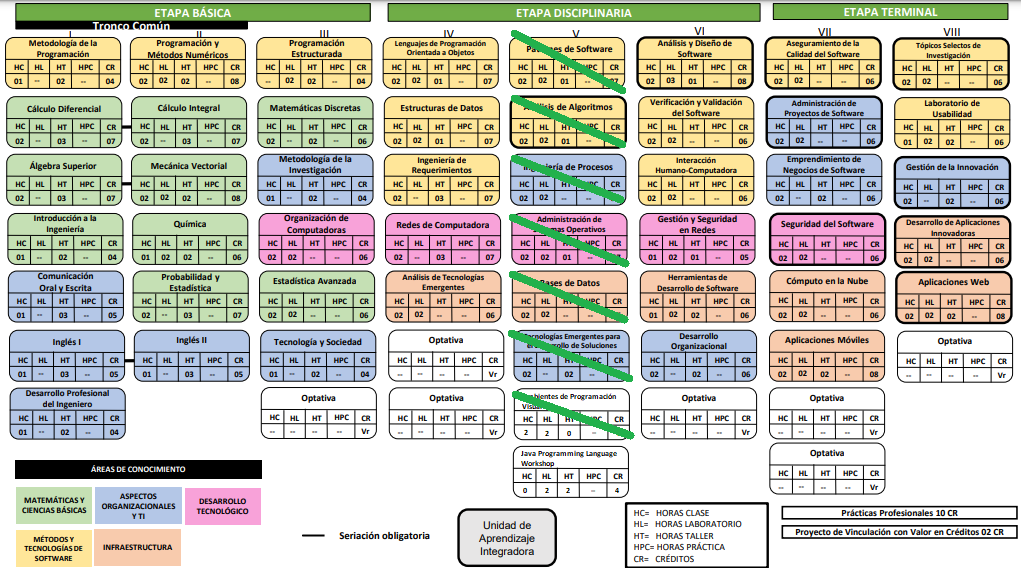 ETAPA BÁSICA
ETAPA DISCIPLINARIA
ETAPA TERMINAL
Tronco Común
I II III IV V VI VII VIII
Metodología de la
Programación
HC HL HT HPC CR
01 -- 02 -- 04
Programación y
Métodos Numéricos
HC HL HT HPC CR
02 02 02 -- 08
Programación
Estructurada
HC HL HT HPC CR
-- 02 02 -- 04
Lenguajes de Programación
Orientada a Objetos
HC HL HT HPC CR
02 02 01 -- 07
de Software
HC HL HPC CR
02 02 01 -- 07
Análisis y Diseño de
Software
HC HL HT HPC CR
02 03 01 -- 08
Aseguramiento de la
Calidad del Software
HC HL HT HPC CR
02 02 -- -- 06
Tópicos Selectos de
Investigación
HC HL HT HPC CR
02 02 -- -- 06
Cálculo Diferencial
HC HL HT HPC CR
02 -- 03 -- 07
Cálculo Integral
HC HL HT HPC CR
02 -- 03 -- 07
Matemáticas Discretas
HC HL HT HPC CR
02 -- 02 -- 06
Estructuras de Datos
HC HL HT HPC CR
02 02 01 -- 07
de Algoritmos
HC HL HPC CR
02 02 01
Verificación y Validación
del Software
HC HL HT HPC CR
02 02 -- -- 06
Administración de
Proyectos de Software
HC HL HT HPC CR
02 -- 02 -- 06
Laboratorio de
Usabilidad
HC HL HT HPC CR
01 02 02 -- 06
Álgebra Superior
HC HL HT HPC CR
02 -- 03 -- 07
Mecánica Vectorial
HC HL HT HPC CR
02 02 02 -- 08
Metodología de la
Investigación
HC HL HT HPC CR
01 -- 02 -- 04
Ingeniería de
Requerimientos
HC HL HT HPC CR
02 02 01 -- 07
de Procesos
HC HL HPC CR
02 -- 02
Interacción
Humano-Computadora
HC HL HT HPC CR
02 02 -- -- 06
Emprendimiento de
Negocios de Software
HC HL HT HPC CR
02 -- 02 -- 06
Gestión de la Innovación
HC HL HT HPC CR
02 -- 02 -- 06
Introducción a la
Ingeniería
HC HL HT HPC CR
01 -- 02 -- 04
Química
HC HL HT HPC CR
01 02 -- -- 04
Organización de
Computadoras
HC HL HT HPC CR
02 02 -- -- 06
Redes de Computadora
HC HL HT HPC CR
02 03 -- -- 07
Administración de
Operativos
HC HL HPC CR
02 02 01
Gestión y Seguridad
en Redes
HC HL HT HPC CR
01 02 01 -- 05
Seguridad del Software
HC HL HT HPC CR
02 02 -- -- 06
Desarrollo de Aplicaciones
Innovadoras
HC HL HT HPC CR
02 02 -- -- 06
Comunicación
Oral y Escrita
HC HL HT HPC CR
01 -- 03 -- 05
Probabilidad y
Estadística
HC HL HT HPC CR
02 -- 03 -- 07
Estadística Avanzada
HC HL HT HPC CR
02 02 -- -- 06
Análisis de Tecnologías
Emergentes
HC HL HT HPC CR
02 02 -- -- 06
de Datos
HC HL HPC CR
02 02
Herramientas de
Desarrollo de Software
HC HL HT HPC CR
02 02 -- -- 06
Cómputo en la Nube
HC HL HT HPC CR
02 02 -- -- 06
Aplicaciones Web
HC HL HT HPC CR
02 02 02 -- 08
Inglés I
HC HL HT HPC CR
01 -- 03 -- 05
Inglés II
HC HL HT HPC CR
01 -- 03 -- 05
Tecnología y Sociedad
HC HL HT HPC CR
01 -- 02 -- 04
Optativa
HC HL HT HPC CR
-- -- -- -- Vr
Tecnologías Emergentes para
de Soluciones
HC HL HPC CR
02 -- 02
Desarrollo
Organizacional
HC HL HT HPC CR
02 -- 02 -- 06
Aplicaciones Móviles
HC HL HT HPC CR
02 02 02 -- 08
Optativa
HC HL HT HPC CR
-- -- -- -- Vr
Desarrollo Profesional
del Ingeniero
HC HL HT HPC CR
01 -- 02 -- 04
Optativa
HC HL HT HPC CR
-- -- -- -- Vr
Optativa
HC HL HT HPC CR
-- -- -- -- Vr
de Programación
HC HL HT HPC CR
2 2 0 --
Optativa
HC HL HT HPC CR
-- -- -- -- Vr
Optativa
HC HL HT HPC CR
-- -- -- -- Vr
Java Programming Language
Workshop
HC HL HT HPC CR
0 2 2 -- 4
Optativa
HC HL HT HPC CR
-- -- -- -- Vr
ÁREAS DE CONOCIMIENTO
MATEMÁTICAS Y
CIENCIAS BÁSICAS
ASPECTOS
ORGANIZACIONALES
Y TI
DESARROLLO
TECNOLÓGICO
MÉTODOS Y
TECNOLOGÍAS DE
SOFTWARE
INFRAESTRUCTURA
Seriación obligatoria
Unidad de
Aprendizaje
Integradora
HC= HORAS CLASE
HL= HORAS LABORATORIO
HT= HORAS TALLER
HPC= HORAS PRÁCTICA
CR= CRÉDITOS
Prácticas Profesionales 10 CR
Proyecto de Vinculación con Valor en Créditos 02 CR